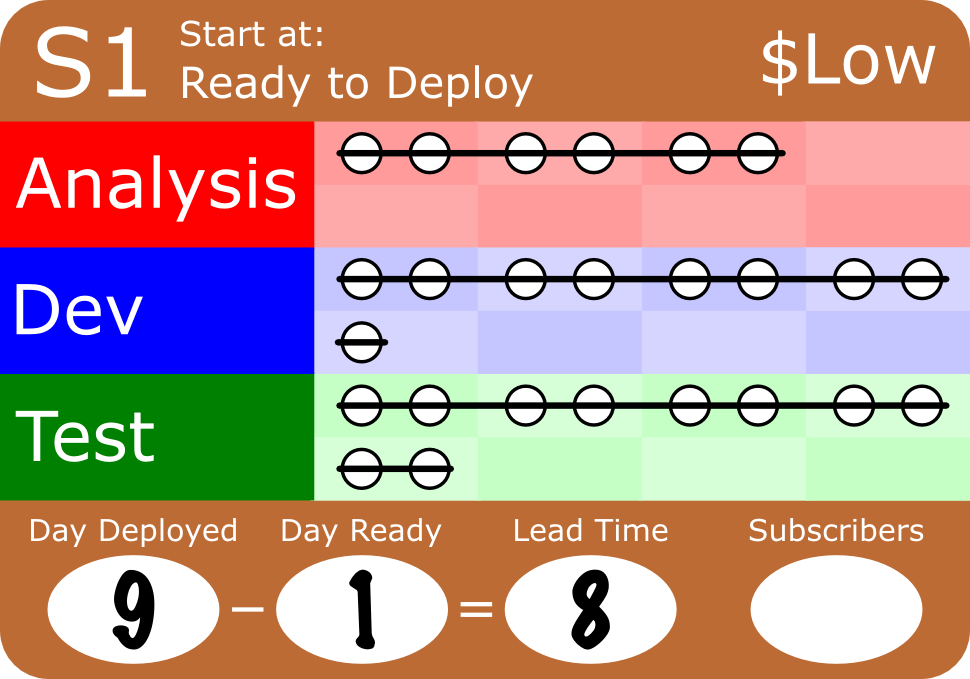 S1
Start at:
Ready to Deploy
$Low
Analysis
Dev
Test
Day Deployed
Day Ready
Lead Time
Subscribers
9 – 1 = 8